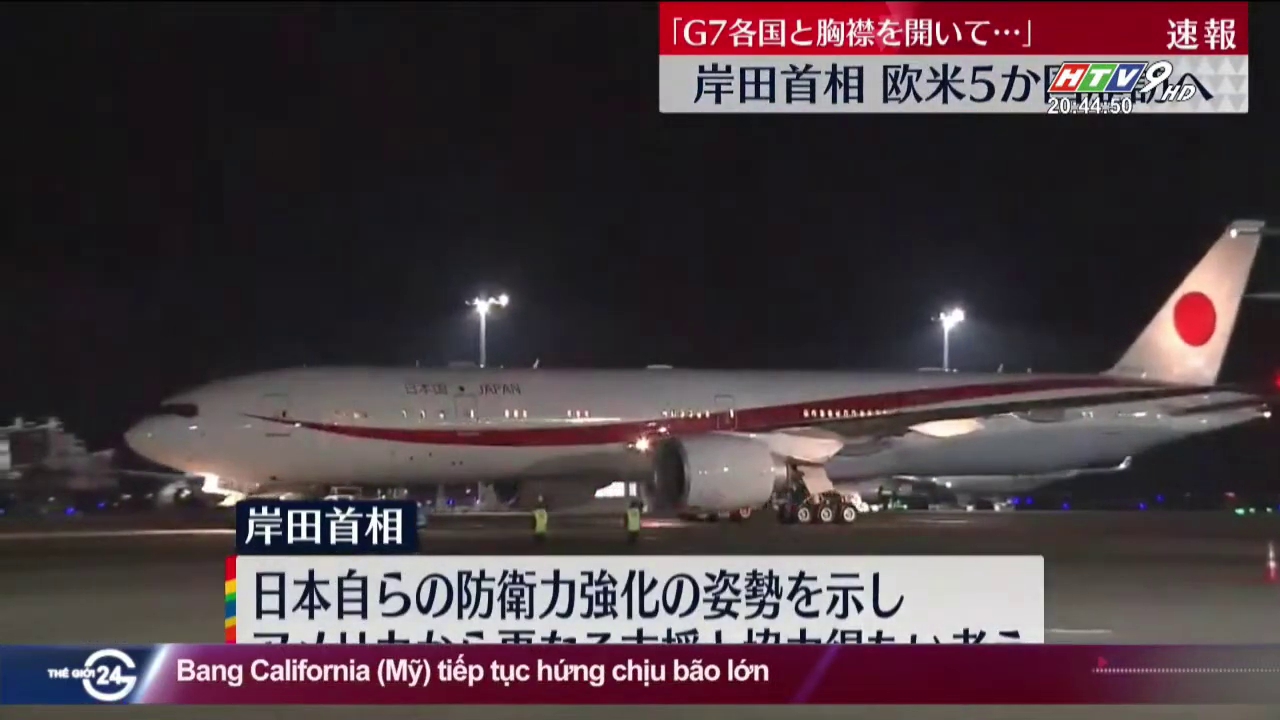 「G7各国と胸襟を開いて…」
速報
岸田首相 欧米5か
へ
HTV9 HD
20:44:50
日本国 JAPAN
岸田首相
日本自らの防衛力強化の姿勢を示し
THẾ GIỚI 24G
Bang California (Mỹ) tiếp tục hứng chịu bão lớn